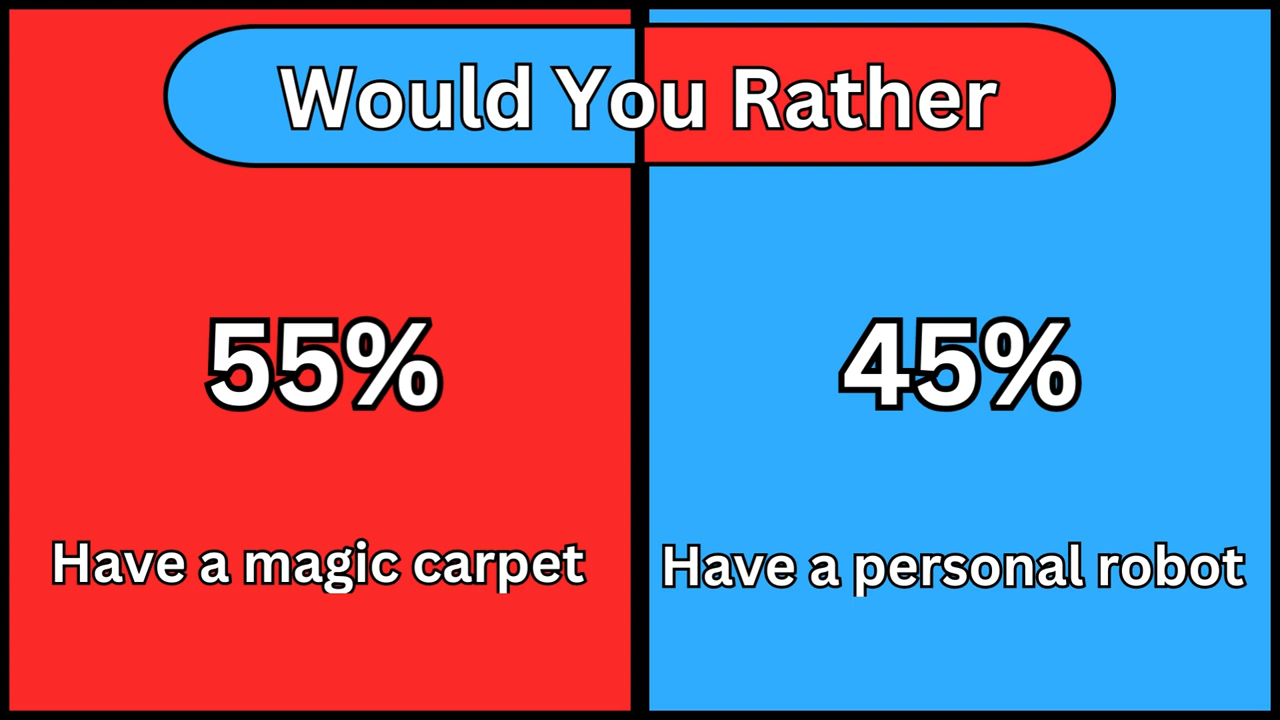 Would You Rather
55%
45%
Have a magic carpet
Have a personal robot